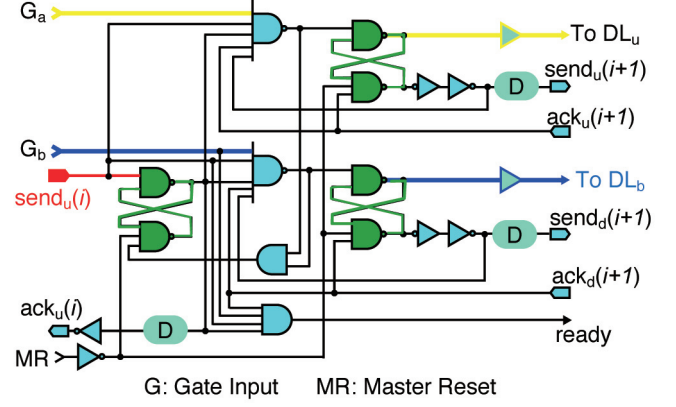 Ga
To DLu
D
sendu(i+1)
acku(i+1)
Gb
sendu(i)
To DLb
D
sendd(i+1)
ackd(i+1)
acku(i)
D
ready
MR
G: Gate Input MR: Master Reset